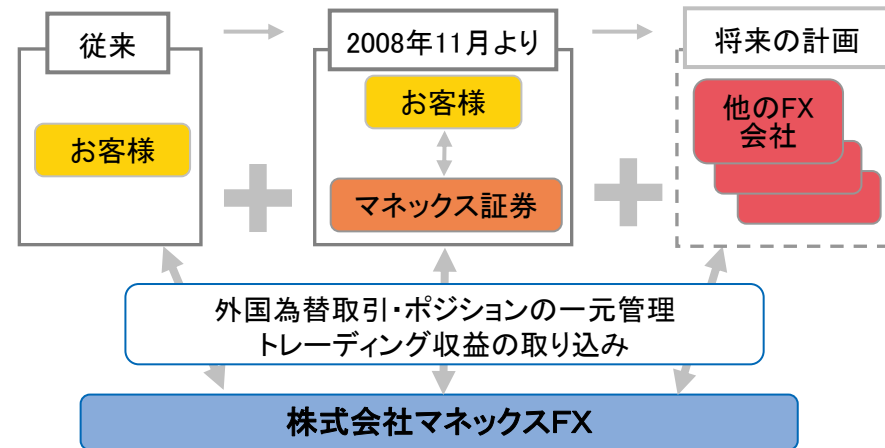 従来
2008年11月より
将来の計画
お客様
お客様
マネックス証券
他のFX
会社
外国為替取引・ポジションの一元管理
トレーディング収益の取り込み
株式会社マネックスFX